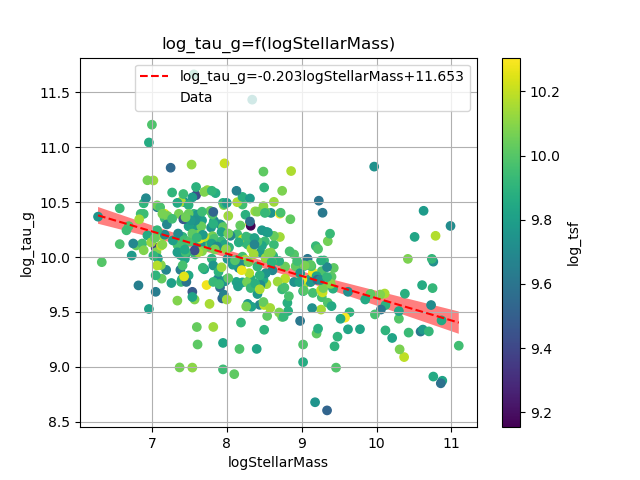 log_tau_g=f(logStellarMass)
log_tau_g=-0.203logStellarMass+11.653
Data
11.5
11.0
10.5
10.0
9.5
9.0
8.5
log_tau_g
7 8 9 10 11
logStellarMass
10.2
10.0
9.8
9.6
9.4
9.2
log_tsf